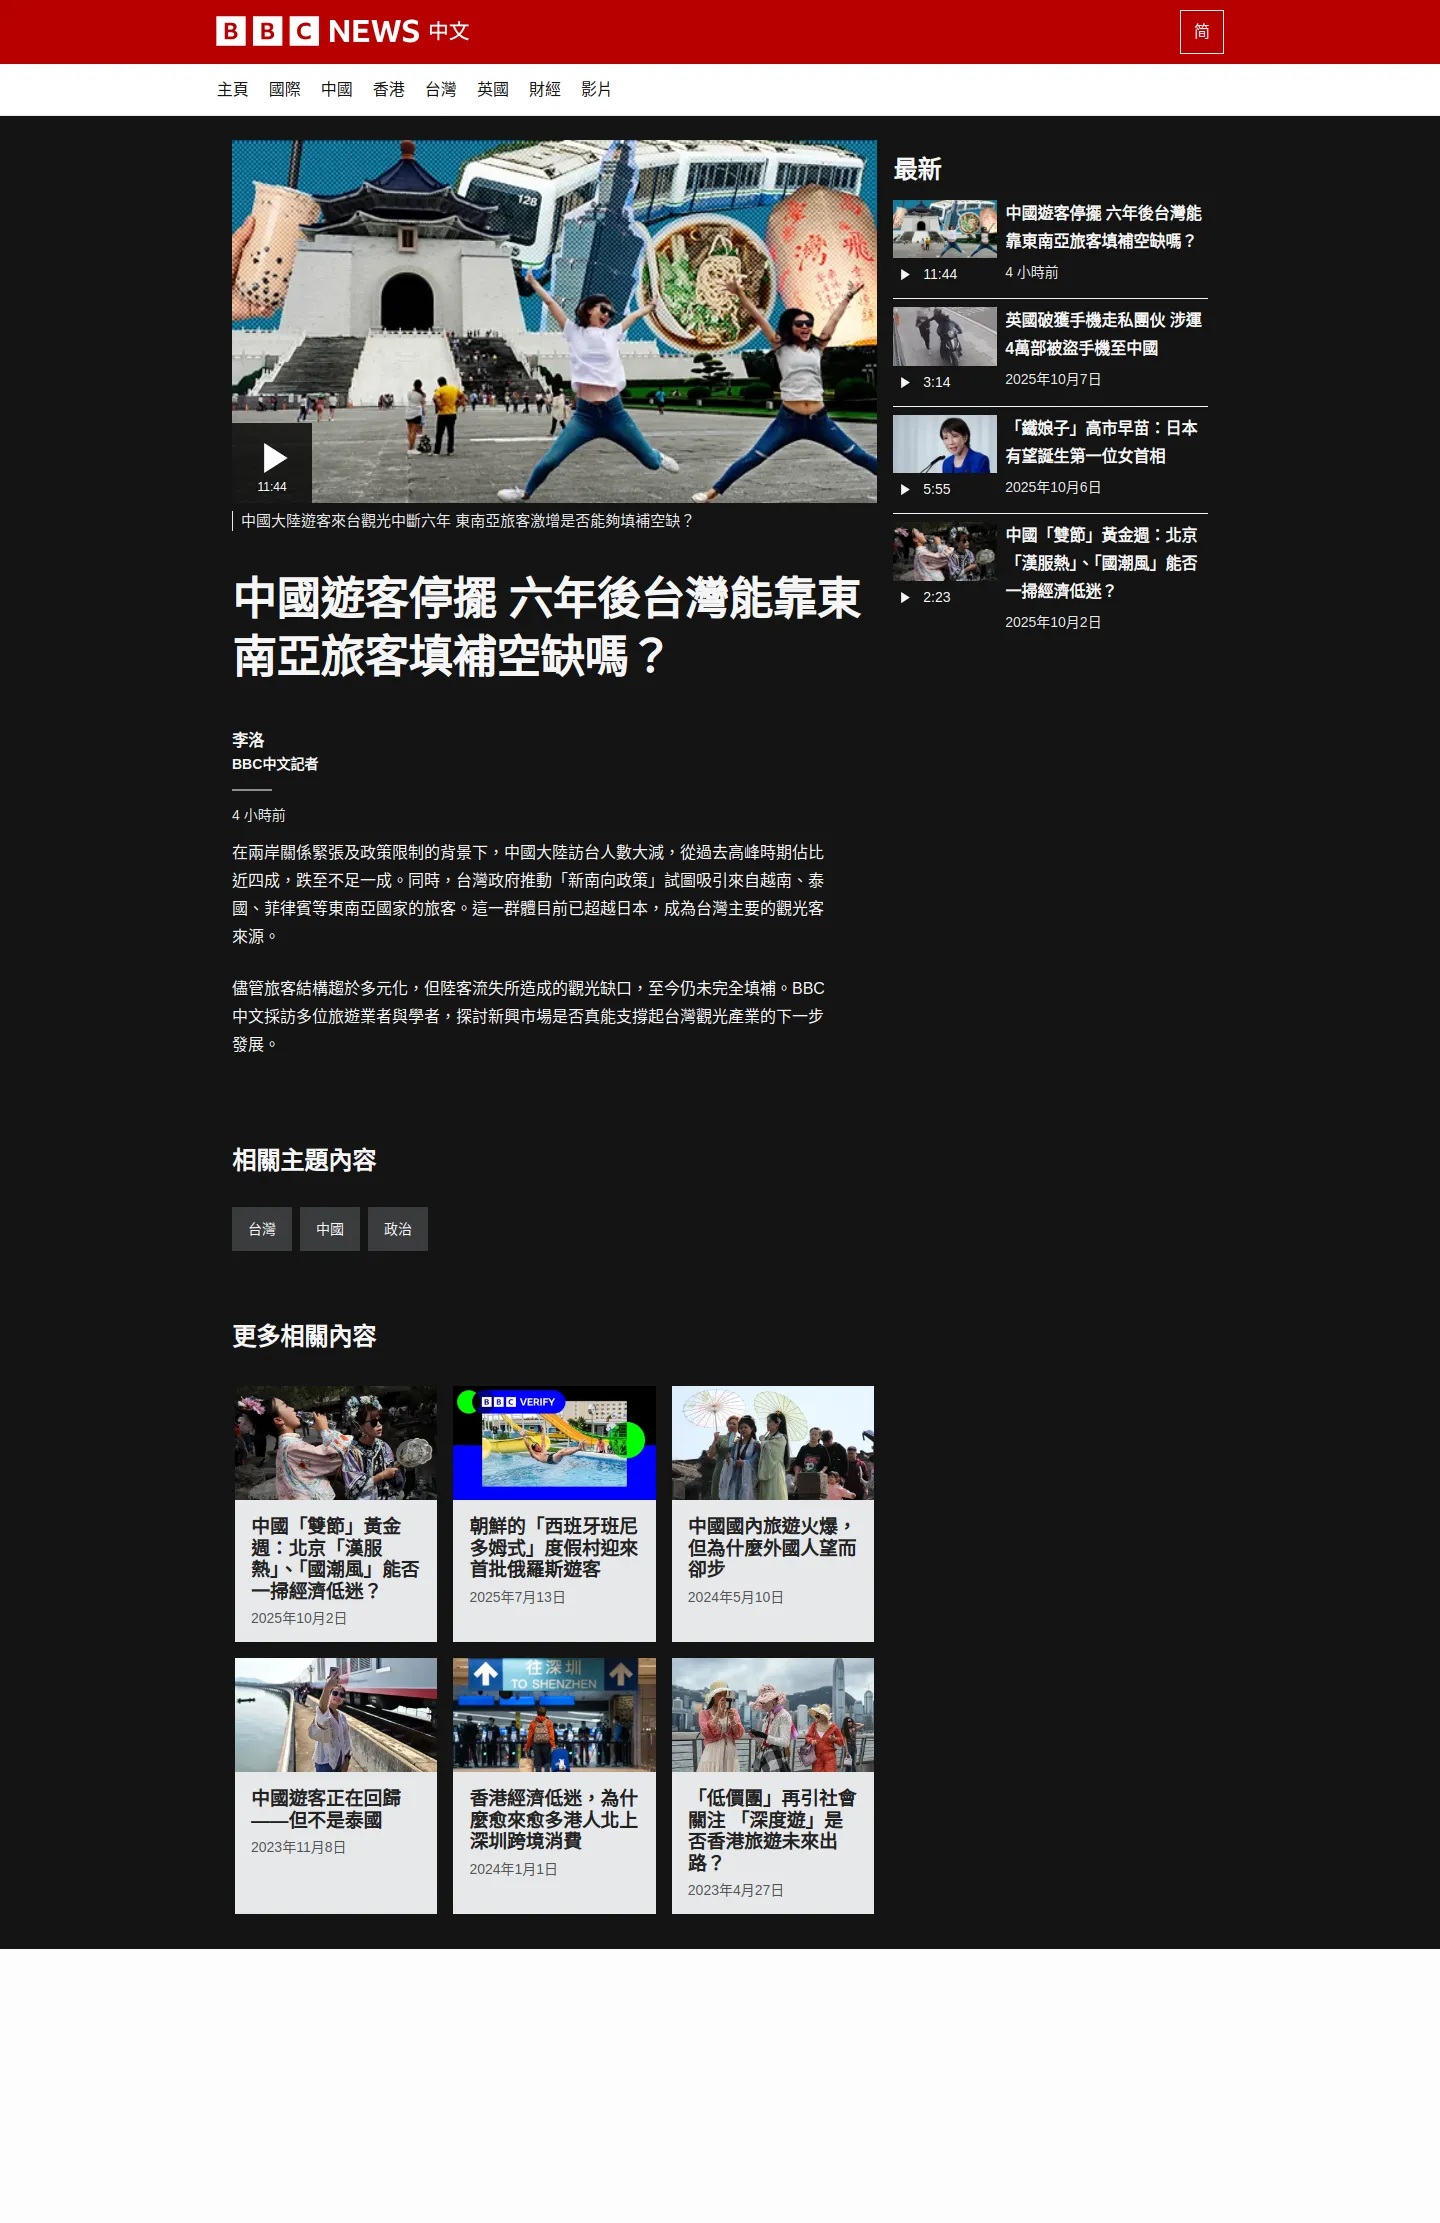 BBC NEWS 中文
简
主頁 國際 中國 香港 台灣 英國 財經 影片
128
11:44
中國大陸遊客來台觀光中斷六年 東南亞旅客激增是否能夠填補空缺？
中國遊客停擺 六年後台灣能靠東
南亞旅客填補空缺嗎？
李洛
BBC中文記者
4 小時前
在兩岸關係緊張及政策限制的背景下，中國大陸訪台人數大減，從過去高峰時期佔比
近四成，跌至不足一成。同時，台灣政府推動「新南向政策」試圖吸引來自越南、泰
國、菲律賓等東南亞國家的旅客。這一群體目前已超越日本，成為台灣主要的觀光客
來源。
儘管旅客結構趨於多元化，但陸客流失所造成的觀光缺口，至今仍未完全填補。BBC
中文採訪多位旅遊業者與學者，探討新興市場是否真能支撐起台灣觀光產業的下一步
發展。
最新
中國遊客停擺 六年後台灣能
靠東南亞旅客填補空缺嗎？
11:44
4 小時前
英國破獲手機走私團伙 涉運
4萬部被盜手機至中國
3:14
2025年10月7日
「鐵娘子」高市早苗：日本
有望誕生第一位女首相
5:55
2025年10月6日
中國「雙節」黃金週：北京
「漢服熱」、「國潮風」能否
一掃經濟低迷？
2:23
2025年10月2日
相關主題內容
台灣 中國 政治
更多相關內容
中國「雙節」黃金
週：北京「漢服
熱」、「國潮風」能否
一掃經濟低迷？
2025年10月2日
BBC VERIFY
朝鮮的「西班牙班尼
多姆式」度假村迎來
首批俄羅斯遊客
2025年7月13日
中國國內旅遊火爆，
但為什麼外國人望而
卻步
2024年5月10日
中國遊客正在回歸
——但不是泰國
2023年11月8日
往深圳
TO SHENZHEN
香港經濟低迷，為什
麼愈來愈多港人北上
深圳跨境消費
2024年1月1日
「低價團」再引社會
關注 「深度遊」是
否香港旅遊未來出
路？
2023年4月27日